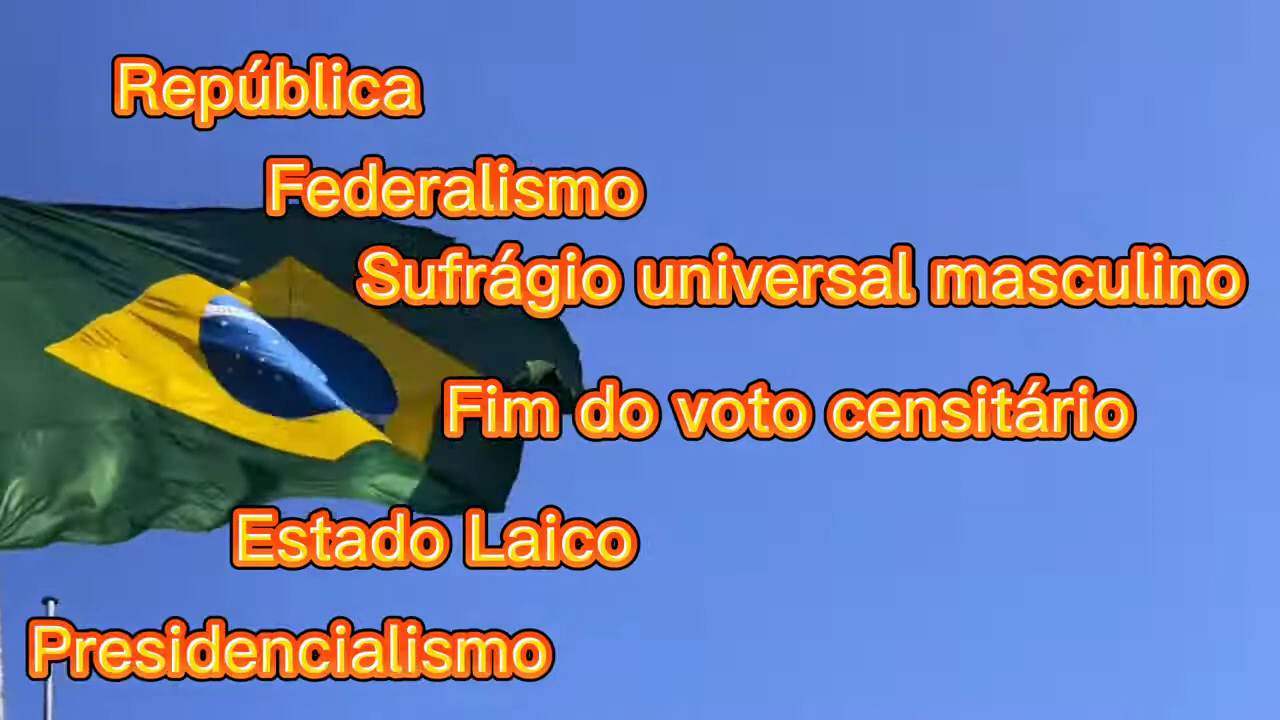 República
Federalismo
Sufrágio universal masculino
Fim do voto censitário
Estado Laico
Presidencialismo